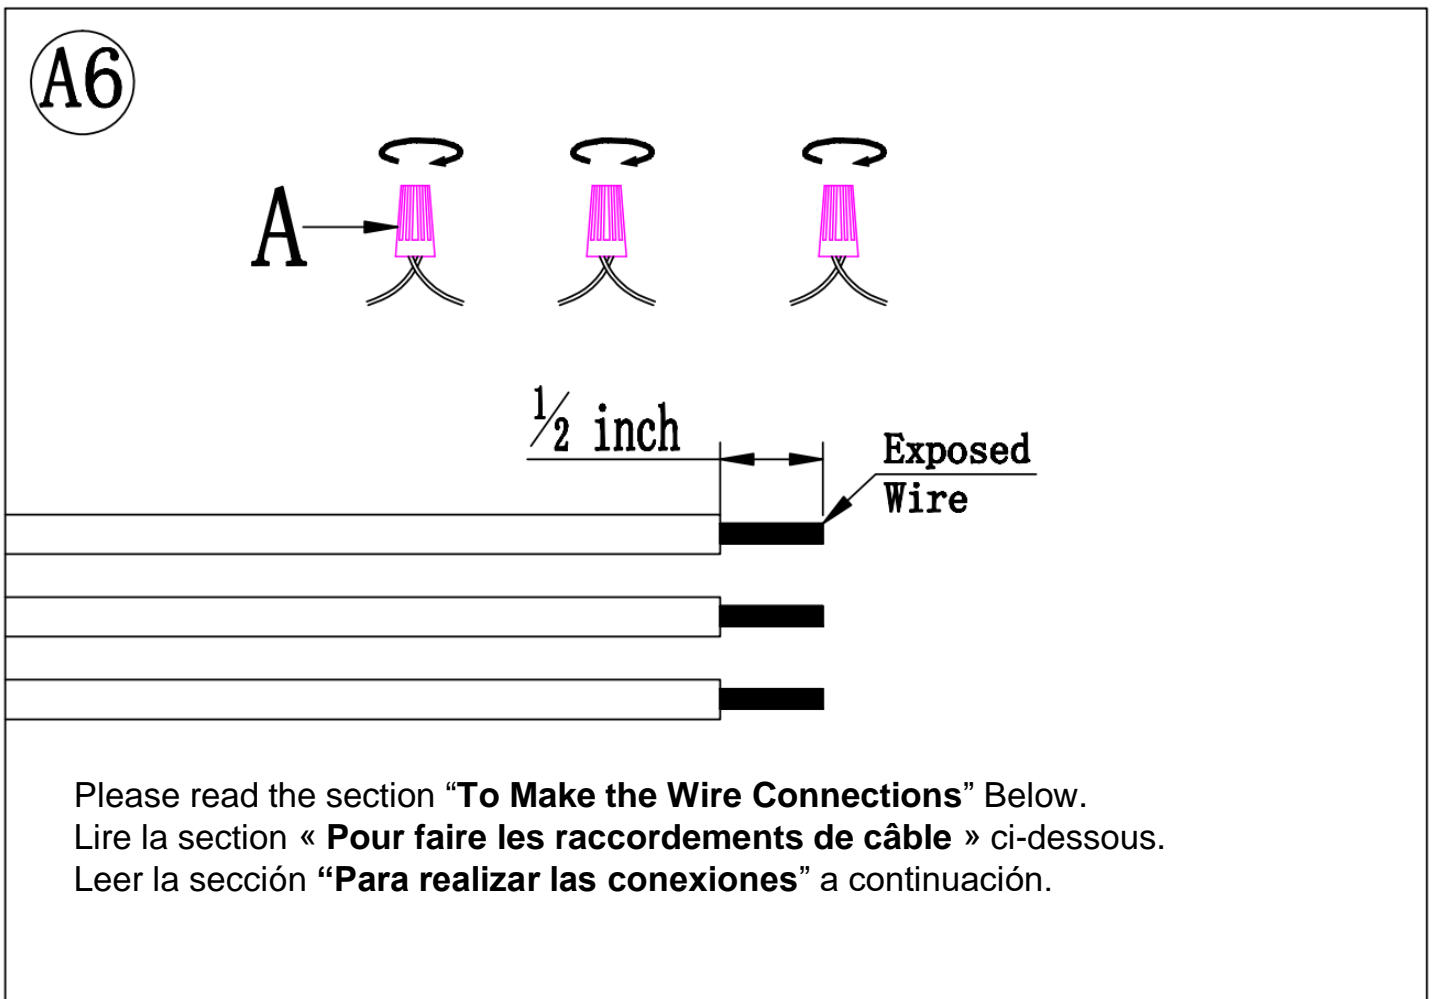 A6
A
½ inch
Exposed
Wire
Please read the section “To Make the Wire Connections” Below.
Lire la section « Pour faire les raccordements de câble » ci-dessous.
Leer la sección “Para realizar las conexiones” a continuación.